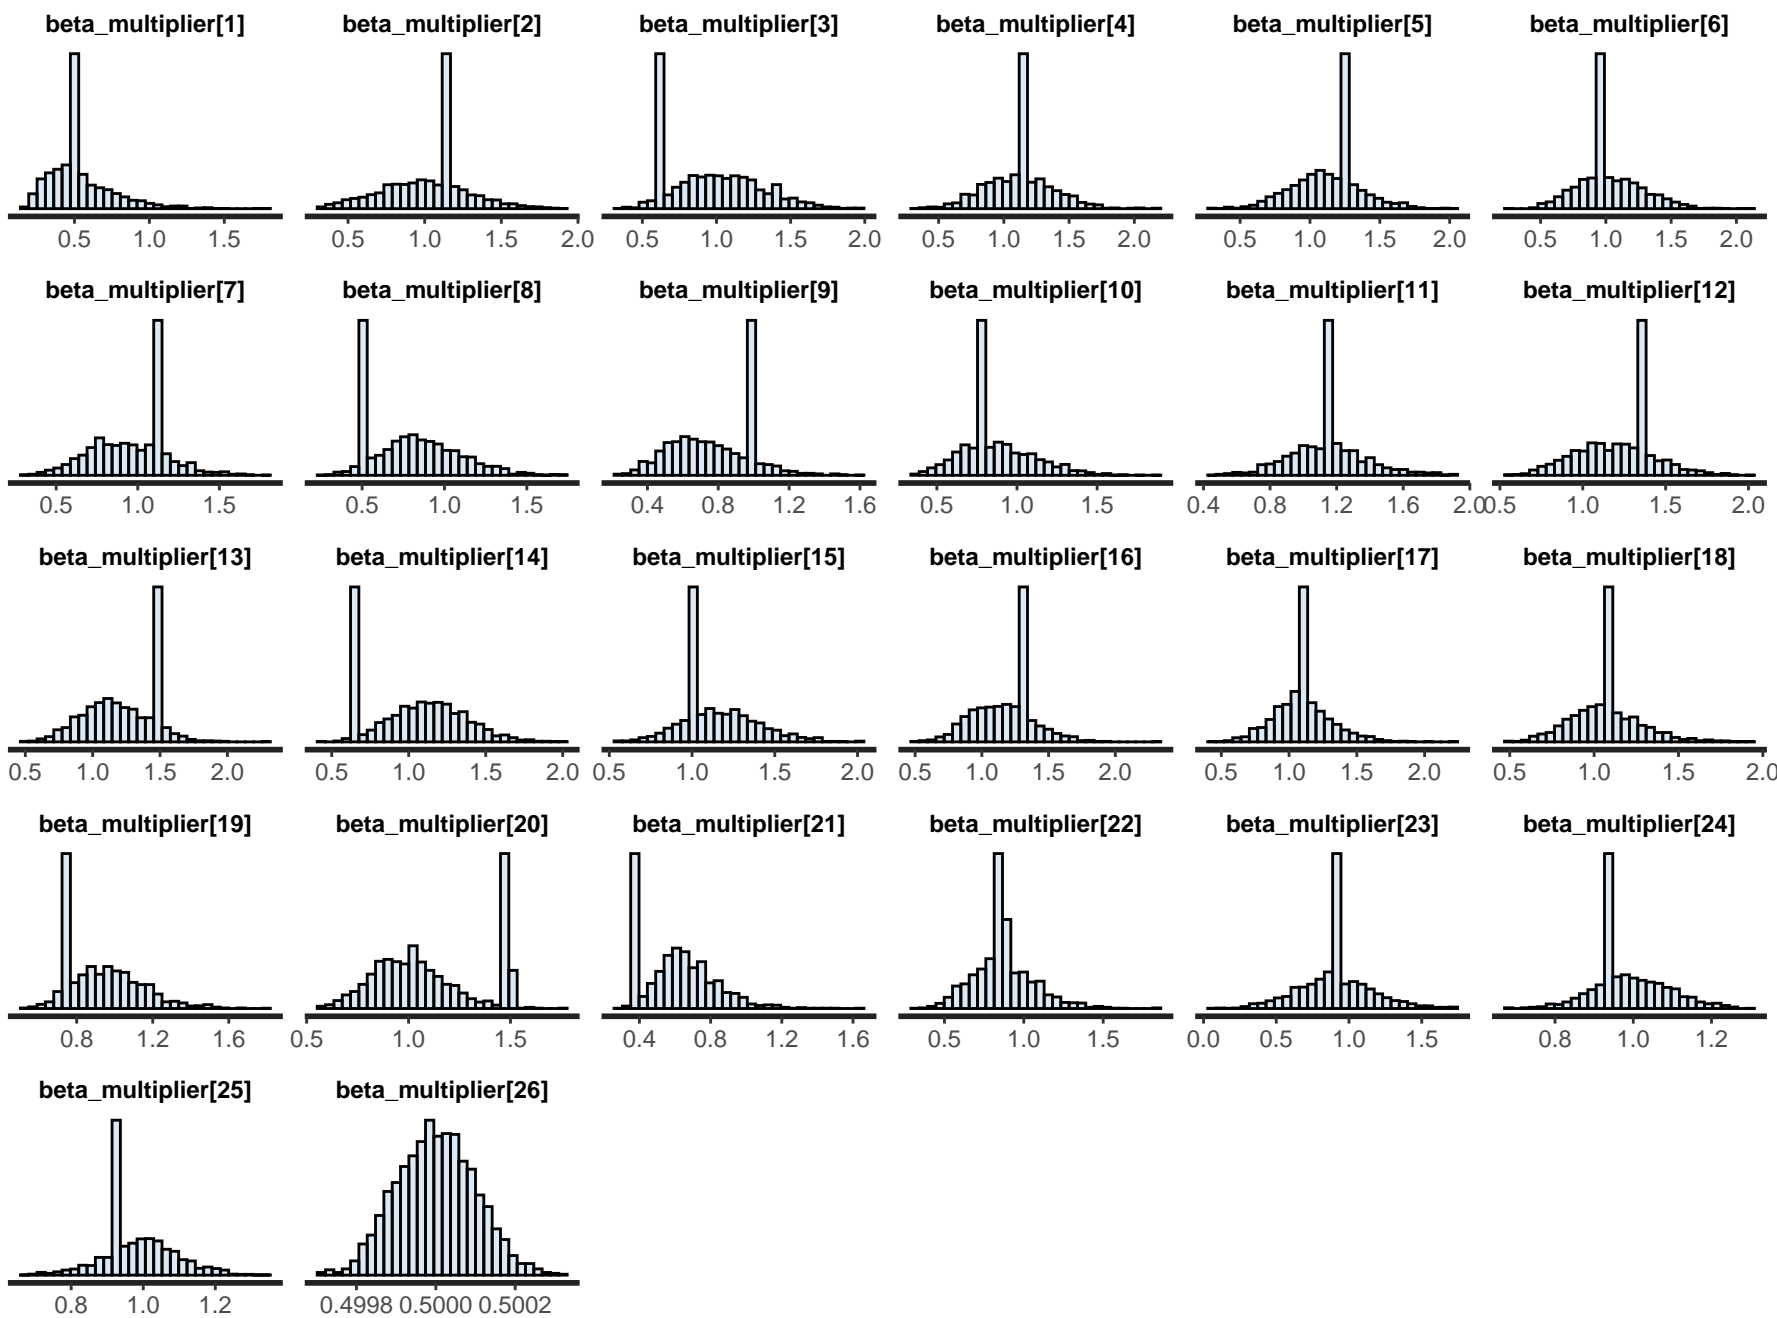 beta_multiplier[1] beta_multiplier[2] beta_multiplier[3] beta_multiplier[4] beta_multiplier[5] beta_multiplier[6]
0.5 1.0 1.5 0.5 1.0 1.5 2.0 0.5 1.0 1.5 2.0 0.5 1.0 1.5 2.0 0.5 1.0 1.5 2.0 0.5 1.0 1.5 2.0
beta_multiplier[7] beta_multiplier[8] beta_multiplier[9] beta_multiplier[10] beta_multiplier[11] beta_multiplier[12]
0.5 1.0 1.5 0.5 1.0 1.5 0.4 0.8 1.2 1.6 0.5 1.0 1.5 0.4 0.8 1.2 1.6 2.0 0.5 1.0 1.5 2.0
beta_multiplier[13] beta_multiplier[14] beta_multiplier[15] beta_multiplier[16] beta_multiplier[17] beta_multiplier[18]
0.5 1.0 1.5 2.0 0.5 1.0 1.5 2.0 0.5 1.0 1.5 2.0 0.5 1.0 1.5 2.0 0.5 1.0 1.5 2.0 0.5 1.0 1.5 2.0
beta_multiplier[19] beta_multiplier[20] beta_multiplier[21] beta_multiplier[22] beta_multiplier[23] beta_multiplier[24]
0.8 1.2 1.6 0.5 1.0 1.5 0.4 0.8 1.2 1.6 0.5 1.0 1.5 0.0 0.5 1.0 1.5 0.8 1.0 1.2
beta_multiplier[25] beta_multiplier[26]
0.8 1.0 1.2 0.4998 0.5000 0.5002